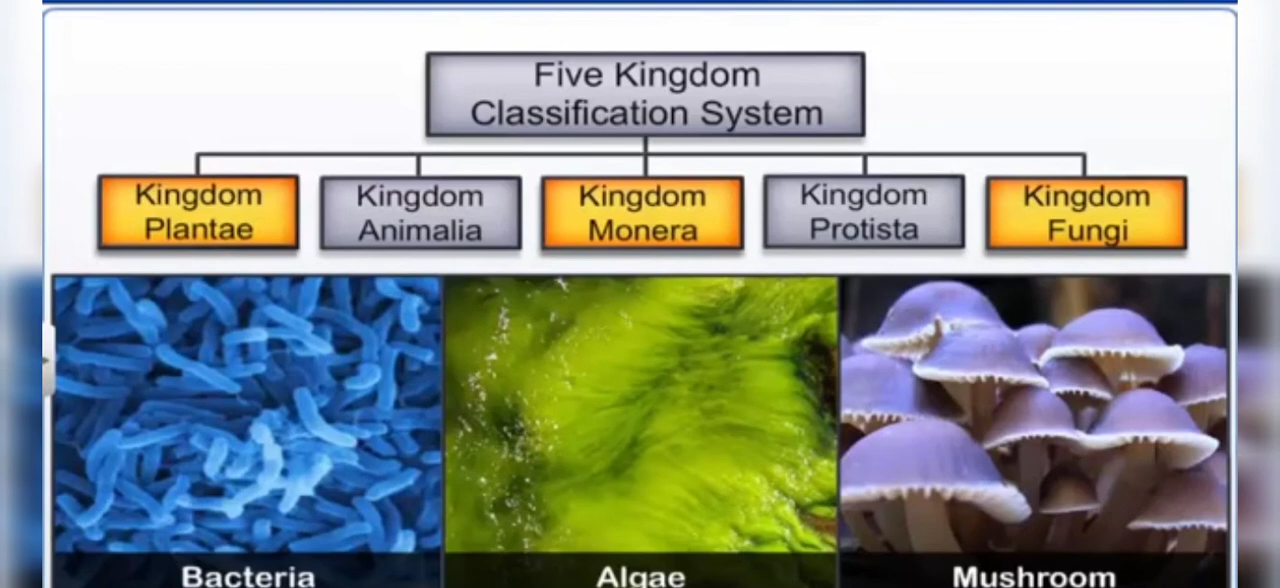 Five Kingdom
Classification System
Kingdom
Plantae
Kingdom
Animalia
Kingdom
Monera
Kingdom
Protista
Kingdom
Fungi
Bacteria
Algae
Mushroom